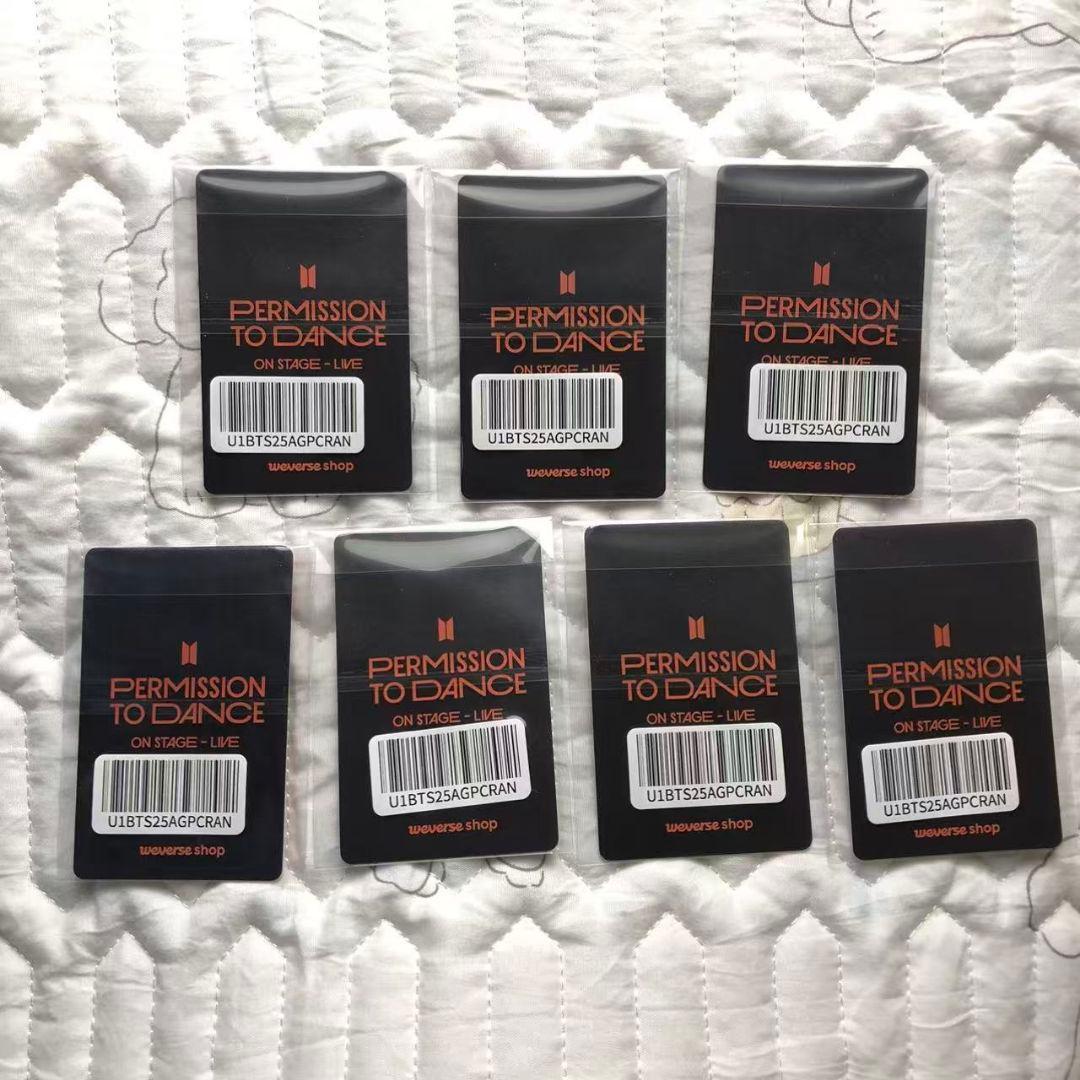 PERMISSION
TO DANCE
ON STAGE - LIVE
U1BTS25AGPCRAN
weverse shop
PERMISSION
TO DANCE
ON STAGE - LIVE
U1BTS25AGPCRAN
weverse shop
PERMISSION
TO DANCE
ON STAGE - LIVE
U1BTS25AGPCRAN
weverse shop
PERMISSION
TO DANCE
ON STAGE - LIVE
U1BTS25AGPCRAN
weverse shop
PERMISSION
TO DANCE
ON STAGE - LIVE
U1BTS25AGPCRAN
weverse shop
PERMISSION
TO DANCE
ON STAGE - LIVE
U1BTS25AGPCRAN
weverse shop
PERMISSION
TO DANCE
ON STAGE - LIVE
U1BTS25AGPCRAN
weverse shop